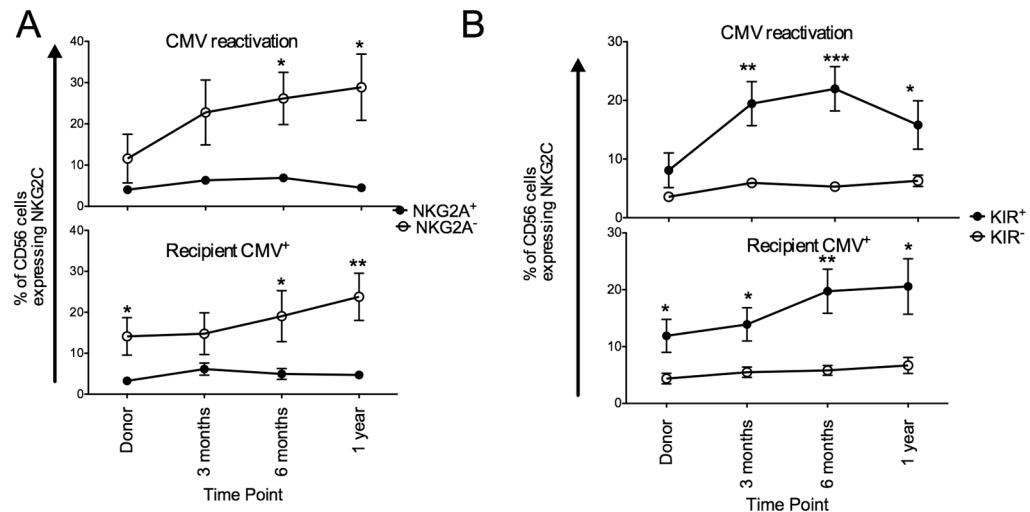 A
CMV reactivation
40
30
20
10
0
*
*
NKG2A+
NKG2A-
Recipient CMV+
40
30
20
10
0
*
*
**
% of CD56 cells
expressing NKG2C
Donor
3 months
6 months
1 year
Time Point
B
CMV reactivation
30
20
10
0
**
***
*
KIR+
KIR-
Recipient CMV+
30
20
10
0
*
*
**
*
% of CD56 cells
expressing NKG2C
Donor
3 months
6 months
1 year
Time Point